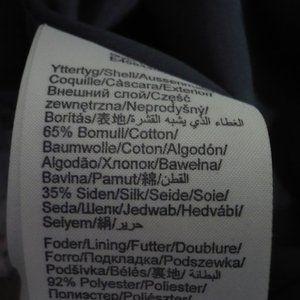 Yttertyg/Shell/Aussenm
Coquille/Cáscara/Exterior/
Внешний слой/Część
zewnętrzna/Neprodyšný/
Borítás/表地/الغطاء الذي يشبه القشرة
65% Bomull/Cotton/
Baumwolle/Coton/Algodón/
Algodão/Хлопок/Bawełna/
Bavlna/Pamut/綿/القطن/
35% Siden/Silk/Seide/Soie/
Seda/Шелк/Jedwab/Hedvábí/
Selyem/絹/حرير/
Foder/Lining/Futter/Doublure/
Forro/Подкладка/Podszewka/
Podšívka/Bélés/裏地/البطانة/
92% Polyester/Poliester/